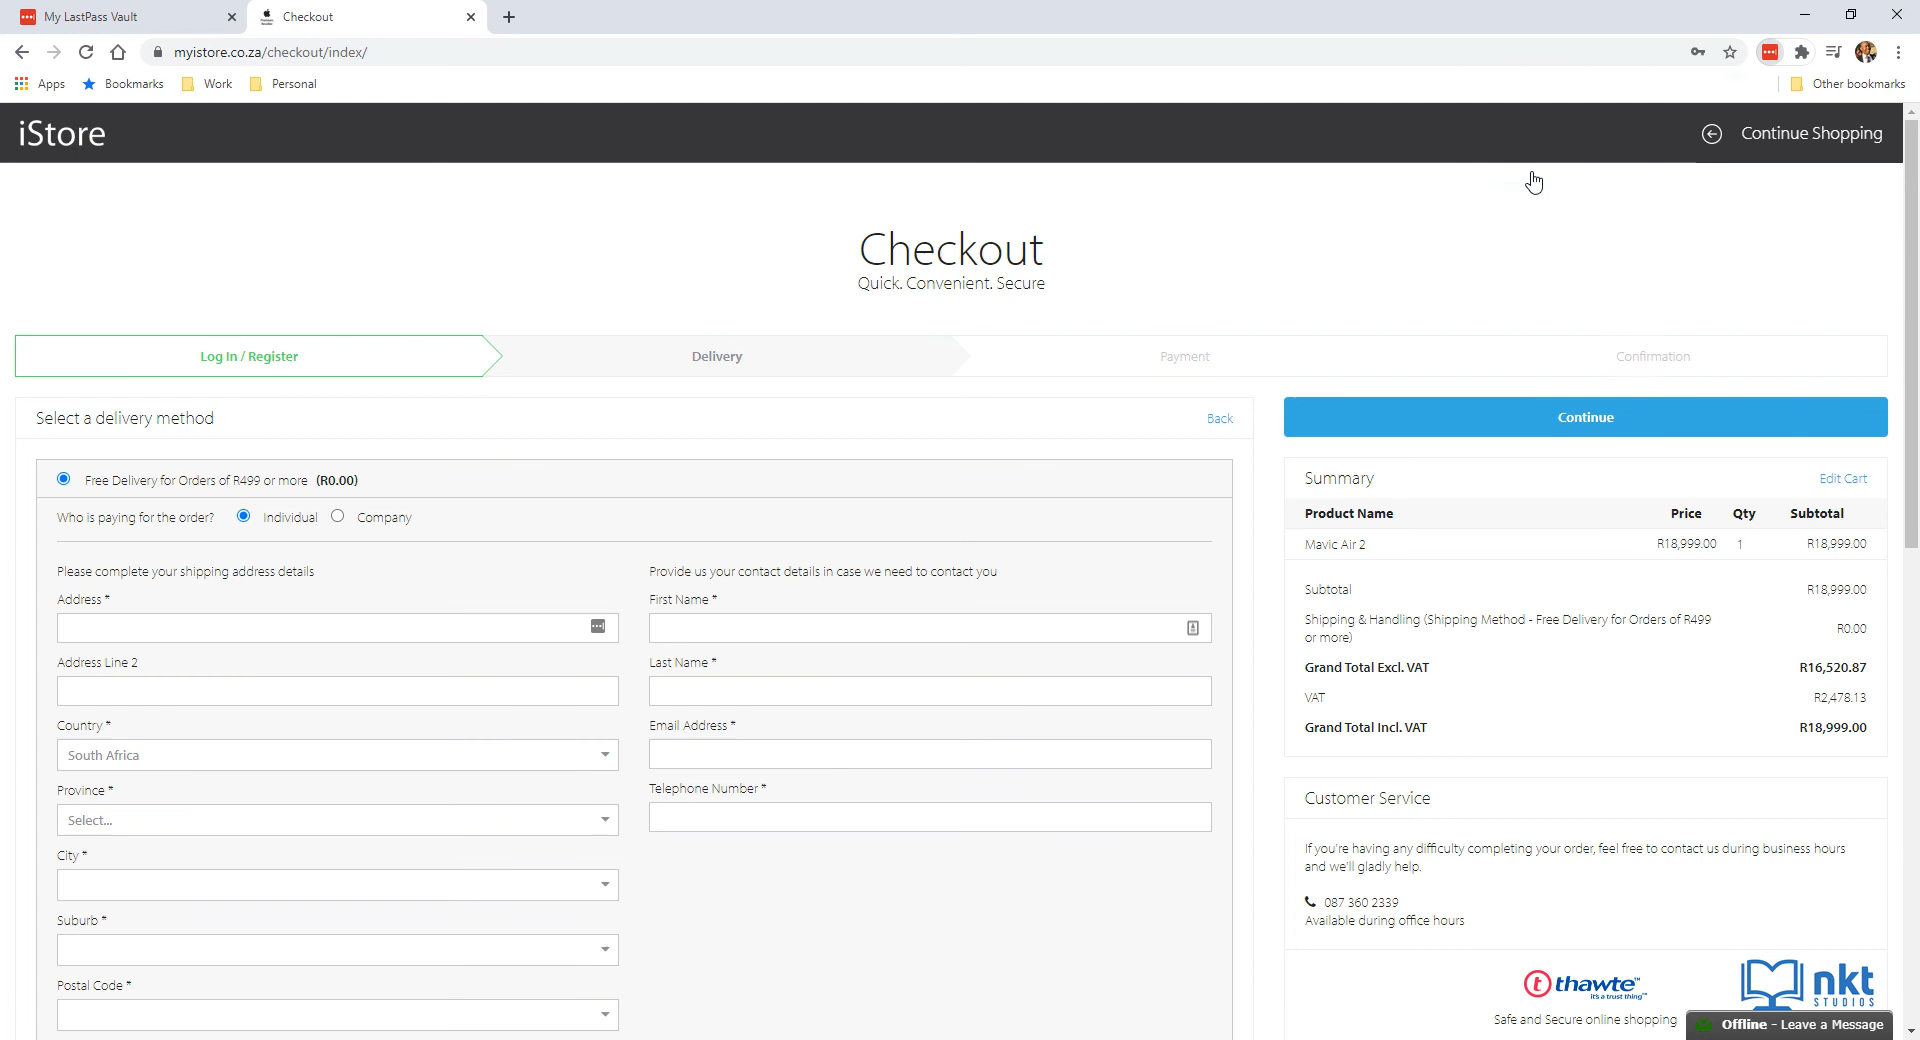 My LastPass Vault
Checkout
myistore.co.za/checkout/index/
Apps
Bookmarks
Work
Personal
Other bookmarks
iStore
Continue Shopping
Checkout
Quick. Convenient. Secure
Log In / Register
Delivery
Payment
Confirmation
Select a delivery method
Back
Free Delivery for Orders of R499 or more (R0.00)
Who is paying for the order? Individual Company
Please complete your shipping address details
Address *
Address Line 2
Country *
South Africa
Province *
Select...
City *
Suburb *
Postal Code *
Provide us your contact details in case we need to contact you
First Name *
Last Name *
Email Address *
Telephone Number *
Continue
Summary
Edit Cart
Product Name Price Qty Subtotal
Mavic Air 2 R18,999.00 1 R18,999.00
Subtotal R18,999.00
Shipping & Handling (Shipping Method - Free Delivery for Orders of R499
or more) R0.00
Grand Total Excl. VAT R16,520.87
VAT R2,478.13
Grand Total Incl. VAT R18,999.00
Customer Service
If you're having any difficulty completing your order, feel free to contact us during business hours
and we'll gladly help.
087 360 2339
Available during office hours
thawte™
it's a trust thing™
Safe and Secure online shopping
nkt
STUDIOS
Offline - Leave a Message